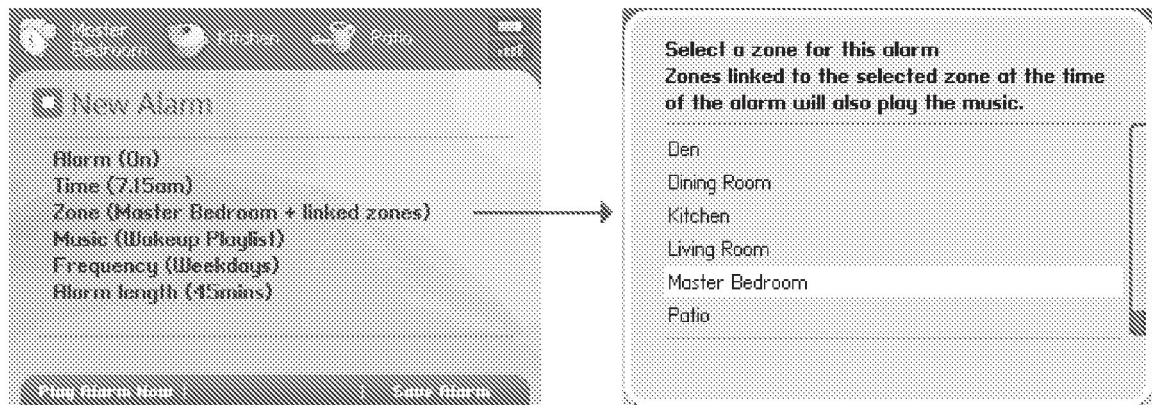 Master
Bedroom
Kitchen
Patio
New Alarm
Alarm (On)
Time (7.15am)
Zone (Master Bedroom + linked zones)
Music (Wakeup Playlist)
Frequency (Weekdays)
Alarm length (45mins)
Play Alarm Now
Save Alarm
Select a zone for this alarm
Zones linked to the selected zone at the time
of the alarm will also play the music.
Den
Dining Room
Kitchen
Living Room
Master Bedroom
Patio